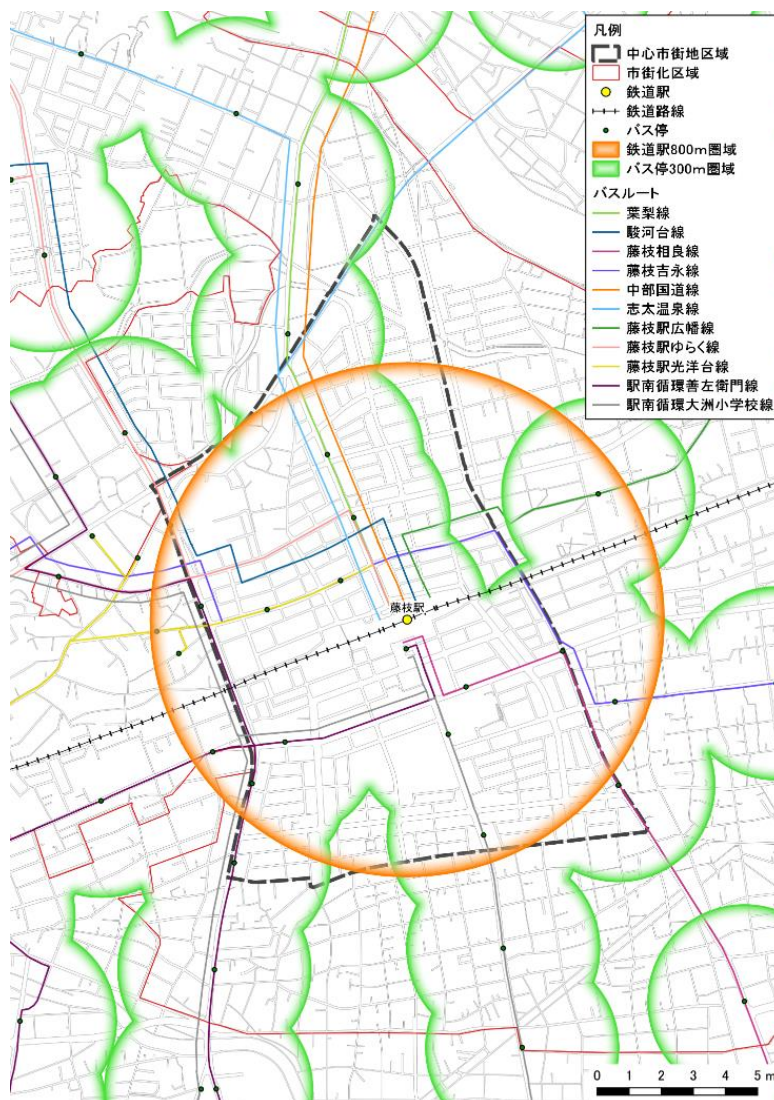 凡例
中心市街地区域
市街化区域
鉄道駅
鉄道路線
バス停
鉄道駅800m圏域
バス停300m圏域
バスルート
葉梨線
駿河台線
藤枝相良線
藤枝吉永線
中部国道線
志太温泉線
藤枝駅広幡線
藤枝駅ゆらく線
藤枝駅光洋台線
駅南循環善左衛門線
駅南循環大洲小学校線
藤枝駅
0 1 2 3 4 5 m